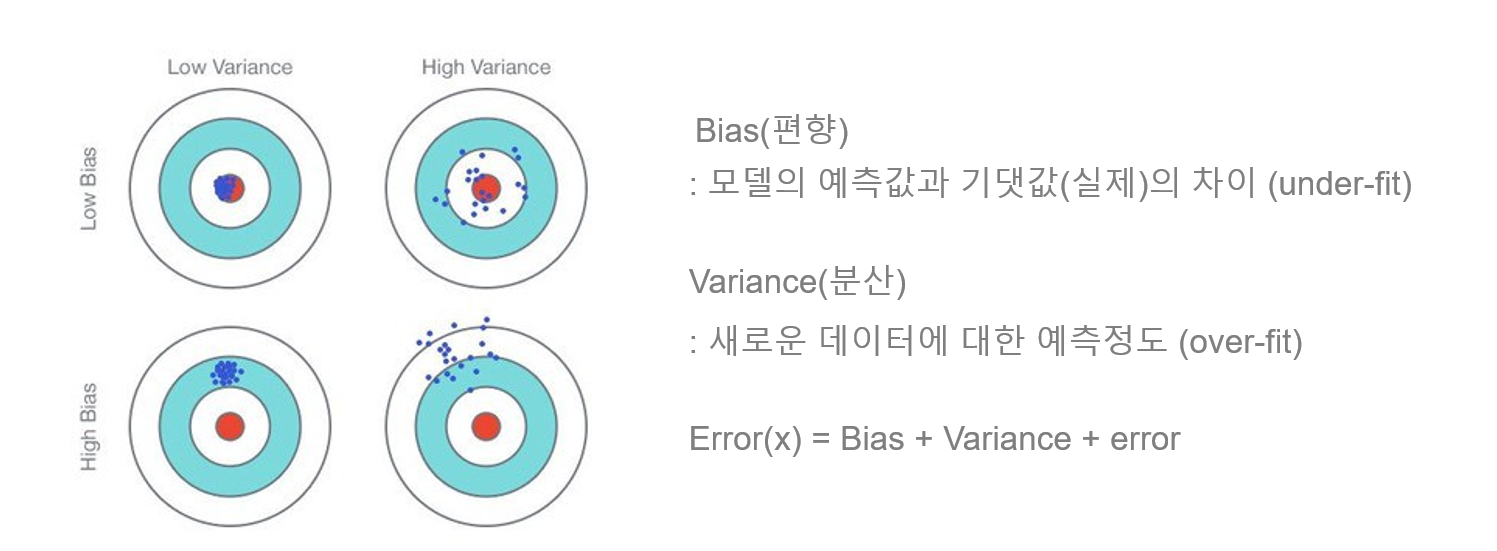 Low Variance
High Variance
Low Bias
High Bias
Bias(편향)
: 모델의 예측값과 기댓값(실제)의 차이 (under-fit)
Variance(분산)
: 새로운 데이터에 대한 예측정도 (over-fit)
Error(x) = Bias + Variance + error